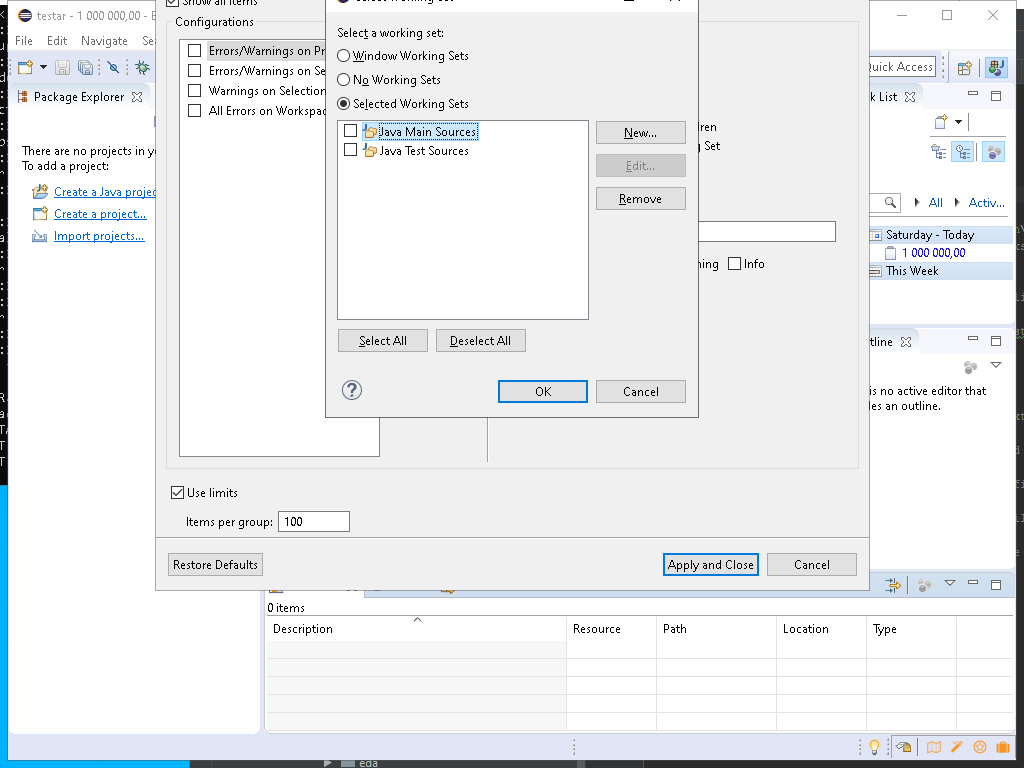 testar - 1 000 000,00 - E
File Edit Navigate Se
Quick Access
Package Explorer
There are no projects in y
To add a project:
Create a Java projec
Create a project...
Import projects...
Show all items
Configurations
Errors/Warnings on Pr
Errors/Warnings on Se
Warnings on Selection
All Errors on Workspac
Select a working set:
Window Working Sets
No Working Sets
Selected Working Sets
Java Main Sources
Java Test Sources
New...
Edit...
Remove
Select All
Deselect All
OK
Cancel
ren
Set
ning
Info
Use limits
Items per group:
100
Restore Defaults
Apply and Close
Cancel
k List
All
Activ...
Saturday - Today
1 000 000,00
This Week
tline
is no active editor that
les an outline.
0 items
Description Resource Path Location Type
eda